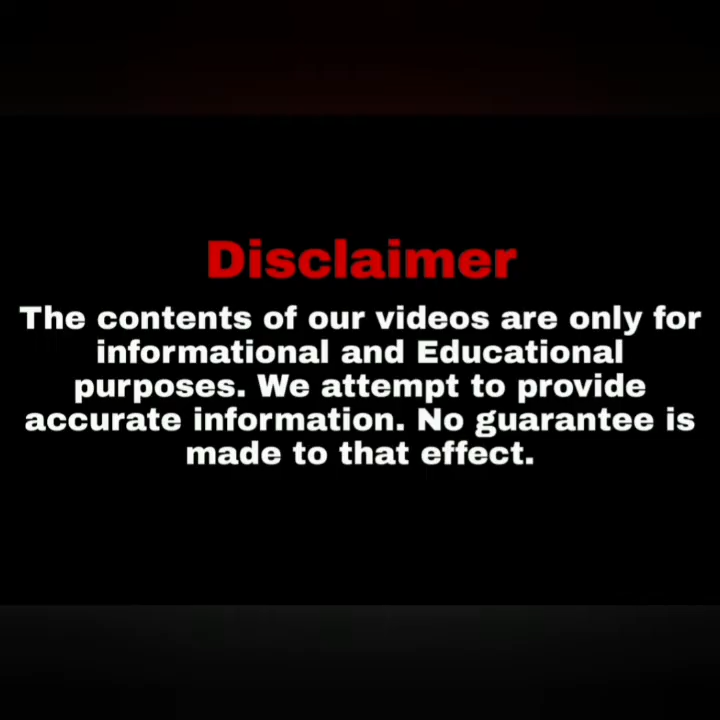 Disclaimer
The contents of our videos are only for
informational and Educational
purposes. We attempt to provide
accurate information. No guarantee is
made to that effect.